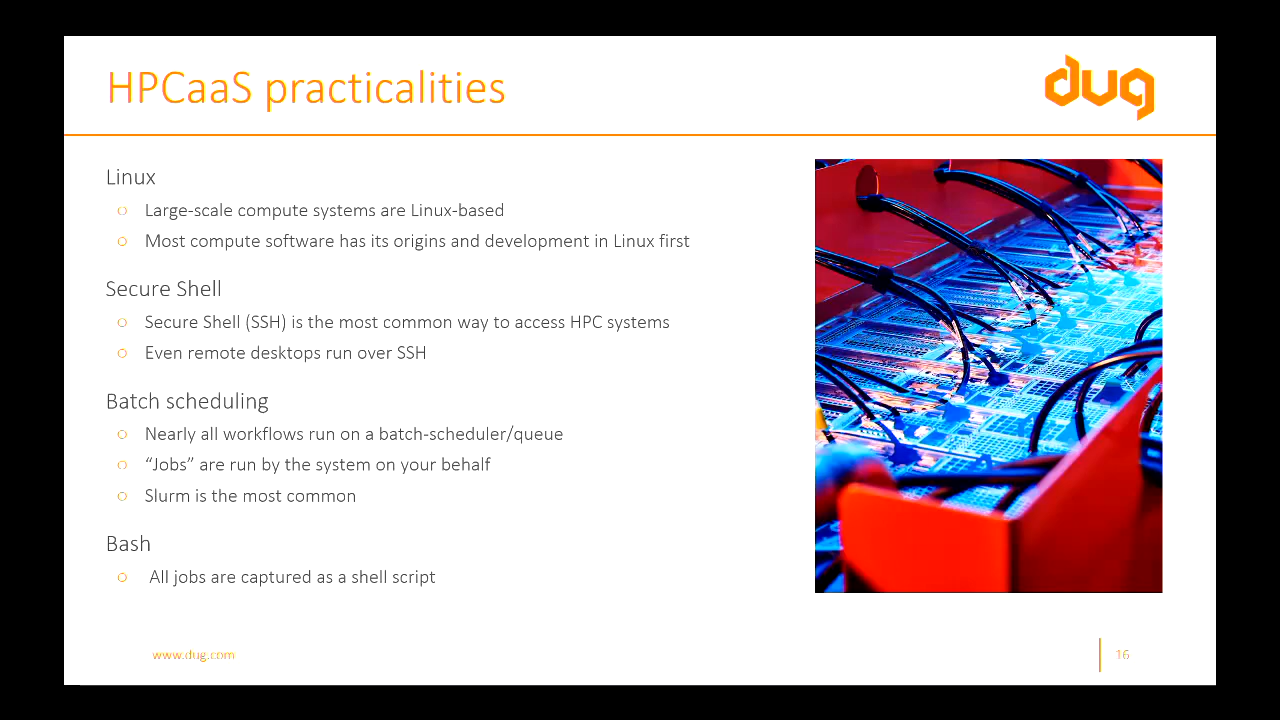 HPCaaS practicalities
dug
Linux
○ Large-scale compute systems are Linux-based
○ Most compute software has its origins and development in Linux first
Secure Shell
○ Secure Shell (SSH) is the most common way to access HPC systems
○ Even remote desktops run over SSH
Batch scheduling
○ Nearly all workflows run on a batch-scheduler/queue
○ “Jobs” are run by the system on your behalf
○ Slurm is the most common
Bash
○ All jobs are captured as a shell script
www.dug.com
16